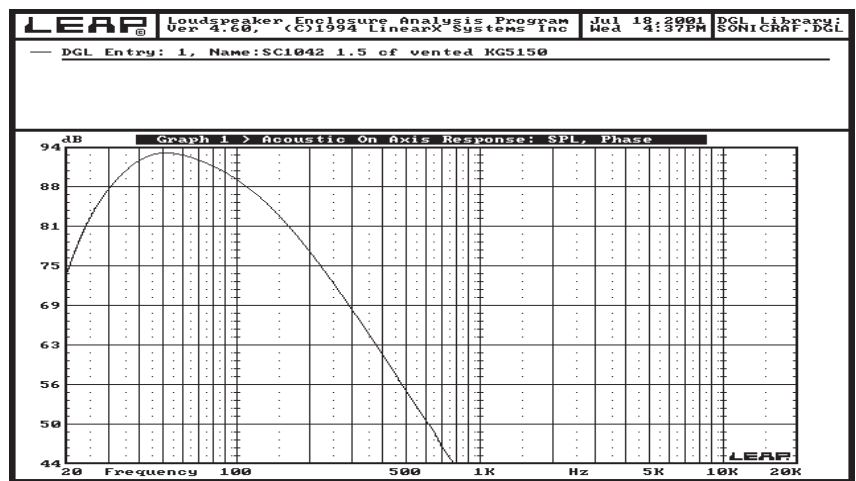 LEAP® Loudspeaker Enclosure Analysis Program Jul 18,2001 DGL Library:
Ver 4.60, (C)1994 LinearX Systems Inc Wed 4:37PM SONICRAF.DGL
DGL Entry: 1, Name:SC1042 1.5 cf vented KG5150
dB Graph 1 > Acoustic On Axis Response: SPL, Phase
94
88
81
75
69
63
56
50
44
LEAP
20 Frequency 100 500 1K Hz 5K 10K 20K